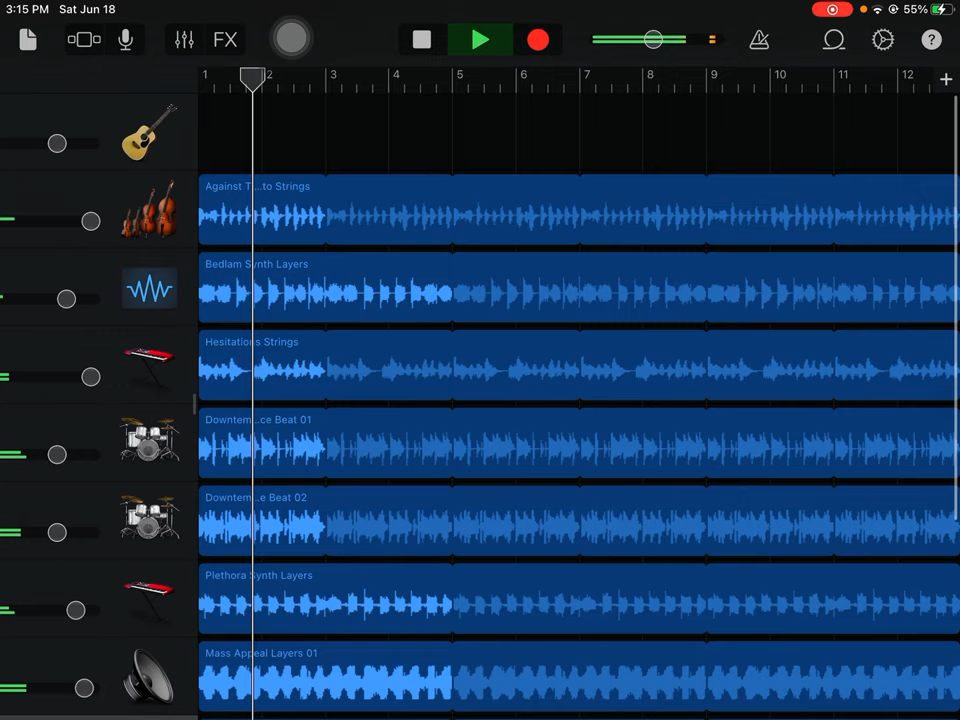 3:15 PM Sat Jun 18 55%
FX ?
1 2 3 4 5 6 7 8 9 10 11 12 +
Against T...to Strings
Bedlam Synth Layers
Hesitations Strings
Downtem...ce Beat 01
Downtem...e Beat 02
Plethora Synth Layers
Mass Appeal Layers 01